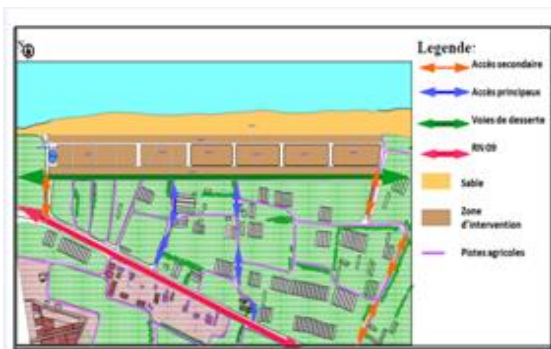 N
Legende:
Accès secondaire
Accès principaux
Voies de desserte
RN 09
Sable
Zone
d'intervention
Pistes agricoles